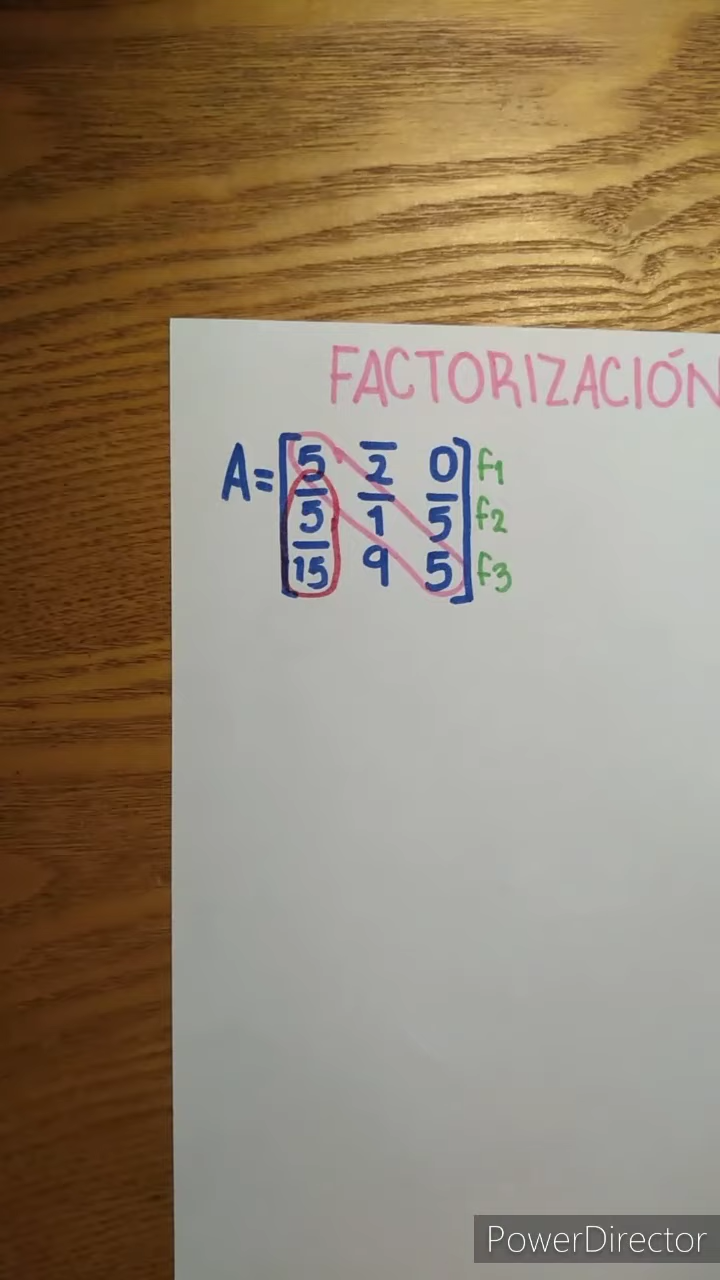 FACTORIZACIÓN
A = [ 5 ‾2 0 ] f1
[ ‾5 ‾1 ‾5 ] f2
[ ‾15 9 5 ] f3
PowerDirector